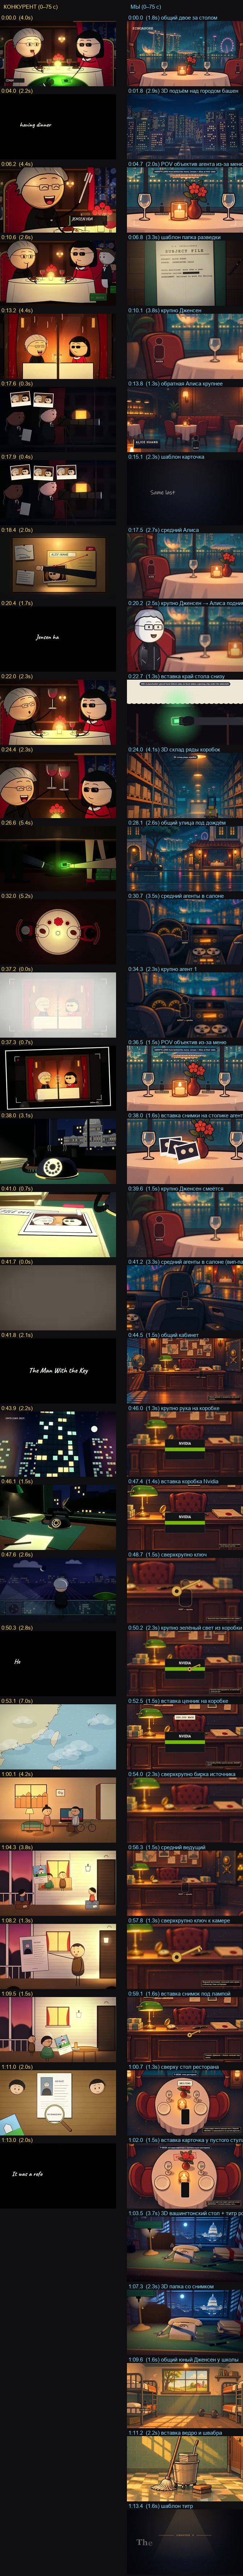 КОНКУРЕНТ (0–75 с)
0:00.0 (4.0s)
0:04.0 (2.2s)
having dinner
0:06.2 (4.4s)
0:10.6 (2.6s)
0:13.2 (4.4s)
0:17.6 (0.3s)
0:17.9 (0.4s)
0:18.4 (2.0s)
0:20.4 (1.7s)
Jensen hu
0:22.0 (2.3s)
0:24.4 (2.3s)
0:26.6 (5.4s)
0:32.0 (5.2s)
0:37.2 (0.0s)
0:37.3 (0.7s)
0:38.0 (3.1s)
0:41.0 (0.7s)
0:41.7 (0.0s)
0:41.8 (2.1s)
The Man With the Key
0:43.9 (2.2s)
0:46.1 (1.5s)
0:47.6 (2.6s)
0:50.3 (2.8s)
He
0:53.1 (7.0s)
1:00.1 (4.2s)
1:04.3 (3.8s)
1:08.2 (1.3s)
1:09.5 (1.5s)
1:11.0 (2.0s)
1:13.0 (2.0s)
It was a refo
МЫ (0–75 с)
0:00.0 (1.8s) общий двое за столом
0:01.8 (2.9s) 3D подъём над городом башен
0:04.7 (2.0s) POV объектив агента из-за меню
0:06.8 (3.3s) шаблон папка разведки
SUBJECT FILE
0:10.1 (3.8s) крупно Дженсен
0:13.8 (1.3s) обратная Алиса крупнее
ALICE HUANG
0:15.1 (2.3s) шаблон карточка
Same last
0:17.5 (2.7s) средний Алиса
0:20.2 (2.5s) крупно Дженсен → Алиса подни
0:22.7 (1.3s) вставка край стола снизу
0:24.0 (4.1s) 3D склад ряды коробок
0:28.1 (2.6s) общий улица под дождём
0:30.7 (3.5s) средний агенты в салоне
0:34.3 (2.3s) крупно агент 1
0:36.5 (1.5s) POV объектив из-за меню
0:38.0 (1.6s) вставка снимки на столике агент
0:39.6 (1.5s) крупно Дженсен смеётся
0:41.2 (3.3s) средний агенты в салоне (вип-па
0:44.5 (1.5s) общий кабинет
0:46.0 (1.3s) крупно рука на коробке
NVIDIA
0:47.4 (1.4s) вставка коробка Nvidia
NVIDIA
0:48.7 (1.5s) сверхкрупно ключ
0:50.2 (2.3s) крупно зелёный свет из коробки
NVIDIA
0:52.5 (1.5s) вставка ценник на коробке
NVIDIA
0:54.0 (2.3s) сверхкрупно бирка источника
0:56.3 (1.5s) средний ведущий
0:57.8 (1.3s) сверхкрупно ключ к камере
0:59.1 (1.6s) вставка снимок под лампой
1:00.7 (1.3s) сверху стол ресторана
1:02.0 (1.5s) вставка карточка у пустого стул
1:03.5 (3.7s) 3D вашингтонский стол + титр ре
1:07.3 (2.3s) 3D папка со снимком
1:09.6 (1.6s) общий юный Дженсен у школы
1:11.2 (2.2s) вставка ведро и швабра
1:13.4 (1.6s) шаблон титр
The